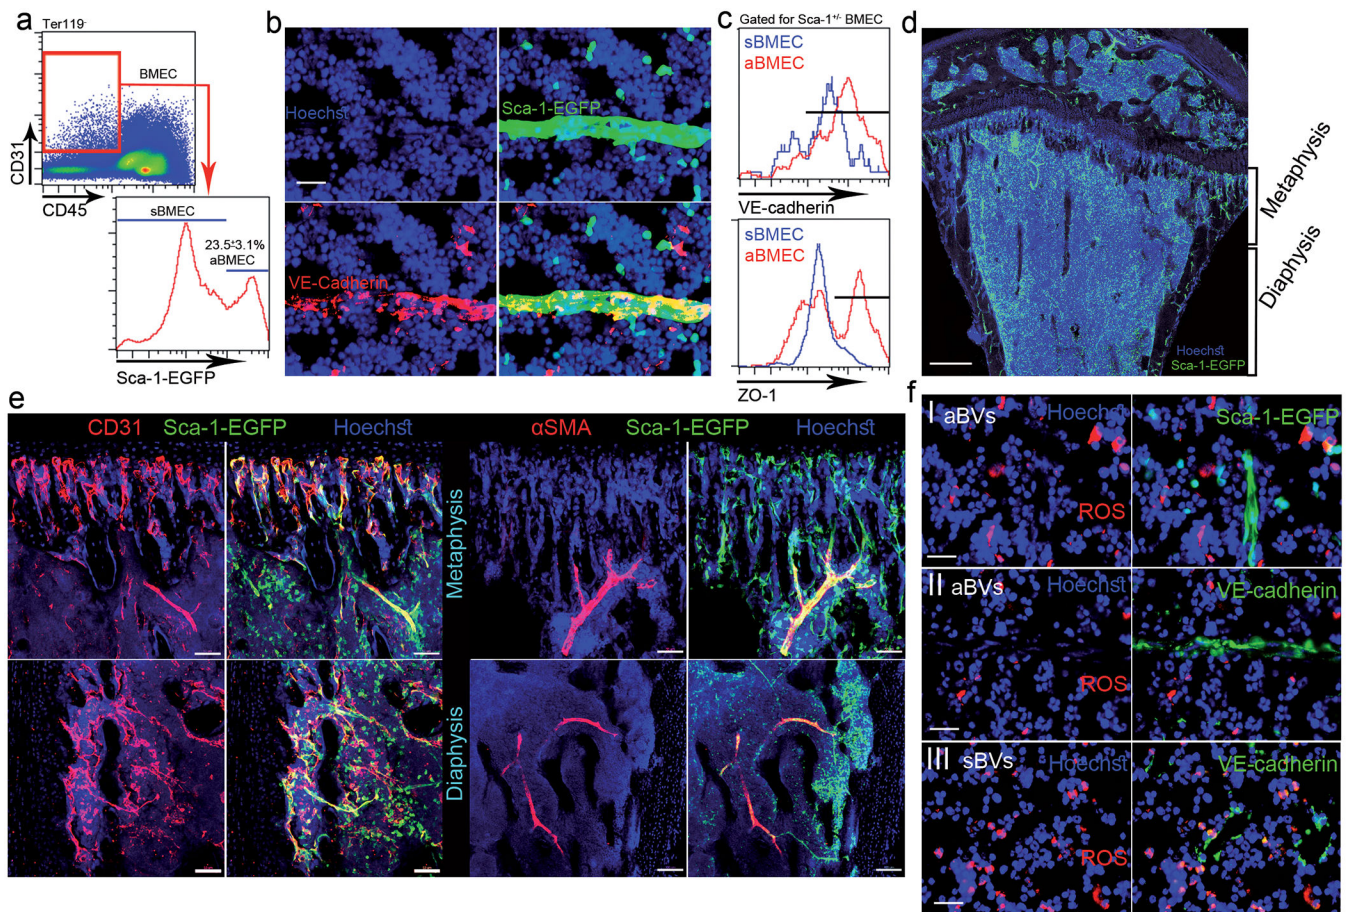 a
Ter119-
BMEC
CD31
CD45
sBMEC
23.5±3.1%
aBMEC
Sca-1-EGFP
b
Hoechst
Sca-1-EGFP
VE-Cadherin
c
Gated for Sca-1+/- BMEC
sBMEC
aBMEC
VE-cadherin
sBMEC
aBMEC
ZO-1
d
Metaphysis
Diaphysis
Hoechst
Sca-1-EGFP
e
CD31 Sca-1-EGFP Hoechst
αSMA Sca-1-EGFP Hoechst
Metaphysis
Diaphysis
f
I aBVs Hoechst
Sca-1-EGFP
ROS
II aBVs Hoechst
VE-cadherin
ROS
III sBVs Hoechst
VE-cadherin
ROS